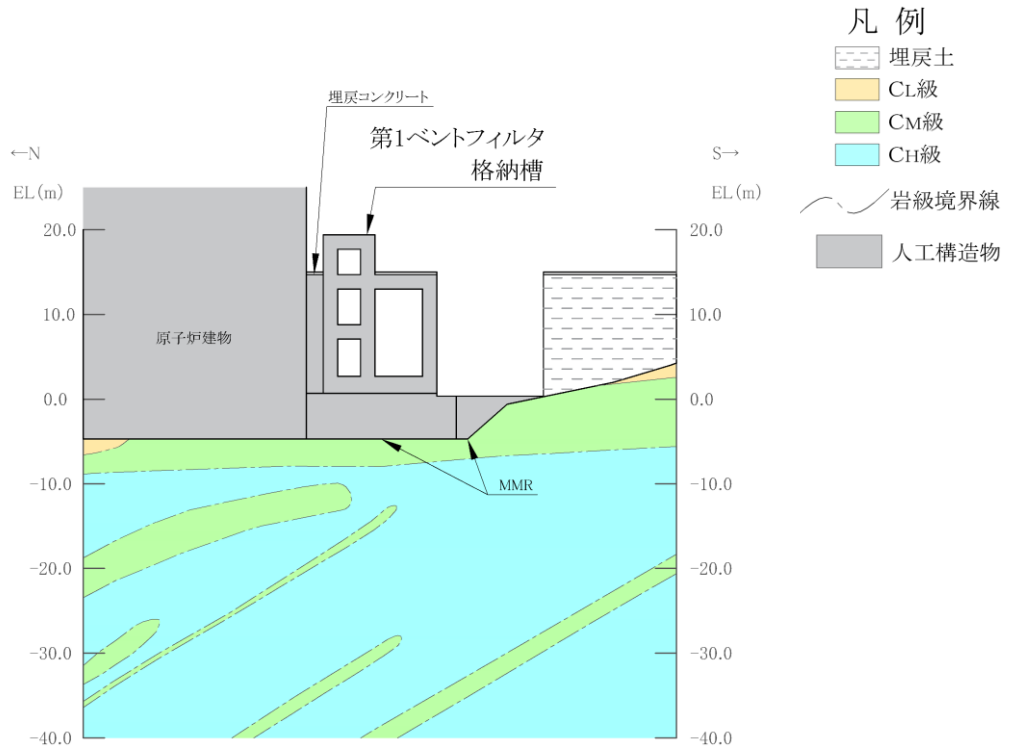 凡 例
埋戻土
CL級
CM級
CH級
岩級境界線
人工構造物
埋戻コンクリート
第1ベントフィルタ
格納槽
←N
S→
EL(m)
EL(m)
20.0
20.0
10.0
10.0
原子炉建物
0.0
0.0
MMR
-10.0
-10.0
-20.0
-20.0
-30.0
-30.0
-40.0
-40.0